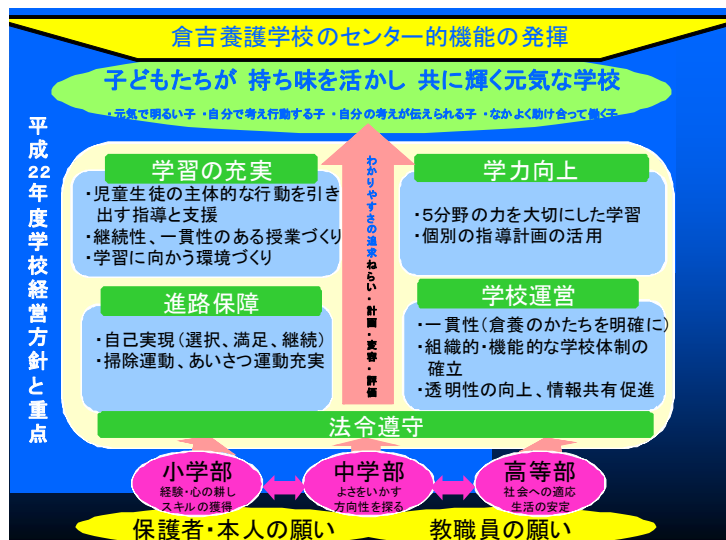 倉吉養護学校のセンター的機能の発揮
子どもたちが 持ち味を活かし 共に輝く元気な学校
・元気で明るい子 ・自分で考え行動する子 ・自分の考えが伝えられる子 ・なかよく助け合って働く子
平成22年度学校経営方針と重点
学習の充実
・児童生徒の主体的な行動を引き
出す指導と支援
・継続性、一貫性のある授業づくり
・学習に向かう環境づくり
わかりやすさの追求 ねらい・計画・変容・評価
学力向上
・5分野の力を大切にした学習
・個別の指導計画の活用
進路保障
・自己実現(選択、満足、継続)
・掃除運動、あいさつ運動充実
学校運営
・一貫性(倉養のかたちを明確に)
・組織的・機能的な学校体制の
確立
・透明性の向上、情報共有促進
法令遵守
小学部
経験・心の耕し
スキルの獲得
中学部
よさをいかす
方向性を探る
高等部
社会への適応
生活の安定
保護者・本人の願い
教職員の願い